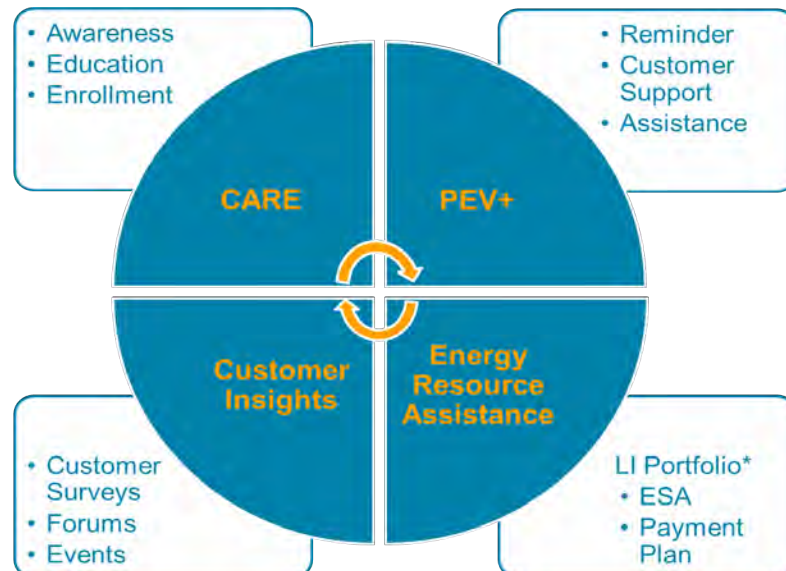 • Awareness
• Education
• Enrollment
• Reminder
• Customer
Support
• Assistance
CARE
PEV+
Customer
Insights
Energy
Resource
Assistance
• Customer
Surveys
• Forums
• Events
LI Portfolio*
• ESA
• Payment
Plan